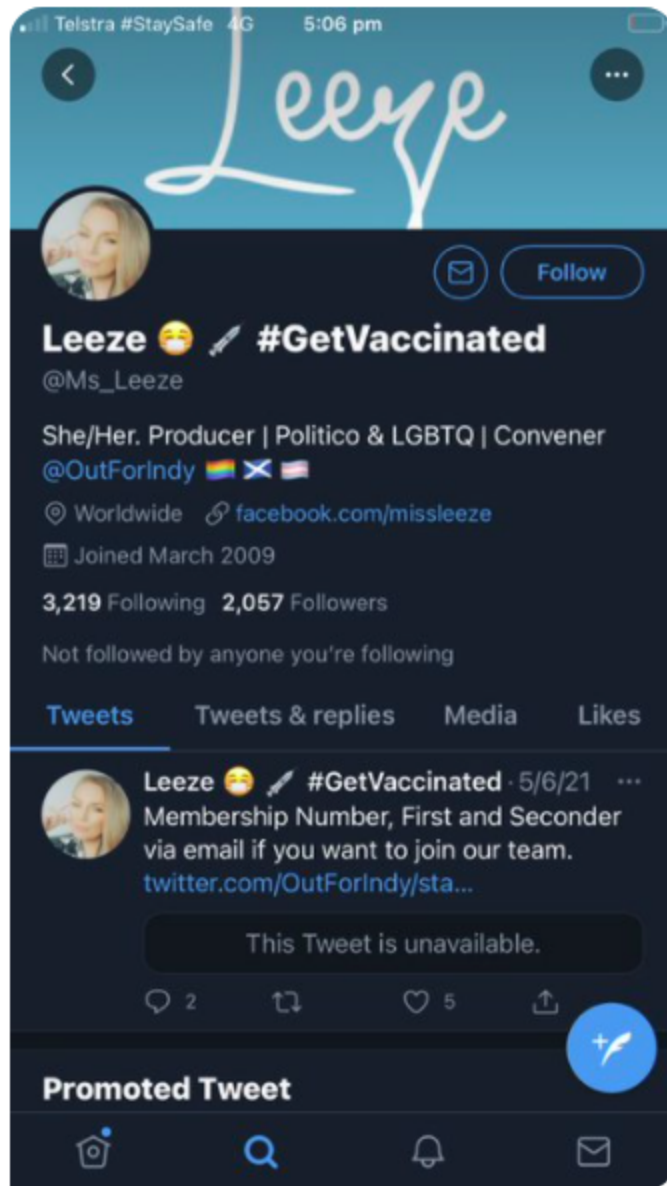 Telstra #StaySafe 4G 5:06 pm
Leeze
Follow
Leeze 😷 💉 #GetVaccinated
@Ms_Leeze
She/Her. Producer | Politico & LGBTQ | Convener
@OutForIndy 🏳️‍🌈 🏴󠁧󠁢󠁳󠁣󠁴󠁿 🏳️‍⚧️
Worldwide facebook.com/missleeze
Joined March 2009
3,219 Following 2,057 Followers
Not followed by anyone you're following
Tweets Tweets & replies Media Likes
Leeze 😷 💉 #GetVaccinated · 5/6/21 ···
Membership Number, First and Seconder
via email if you want to join our team.
twitter.com/OutForIndy/sta...
This Tweet is unavailable.
2 5
Promoted Tweet